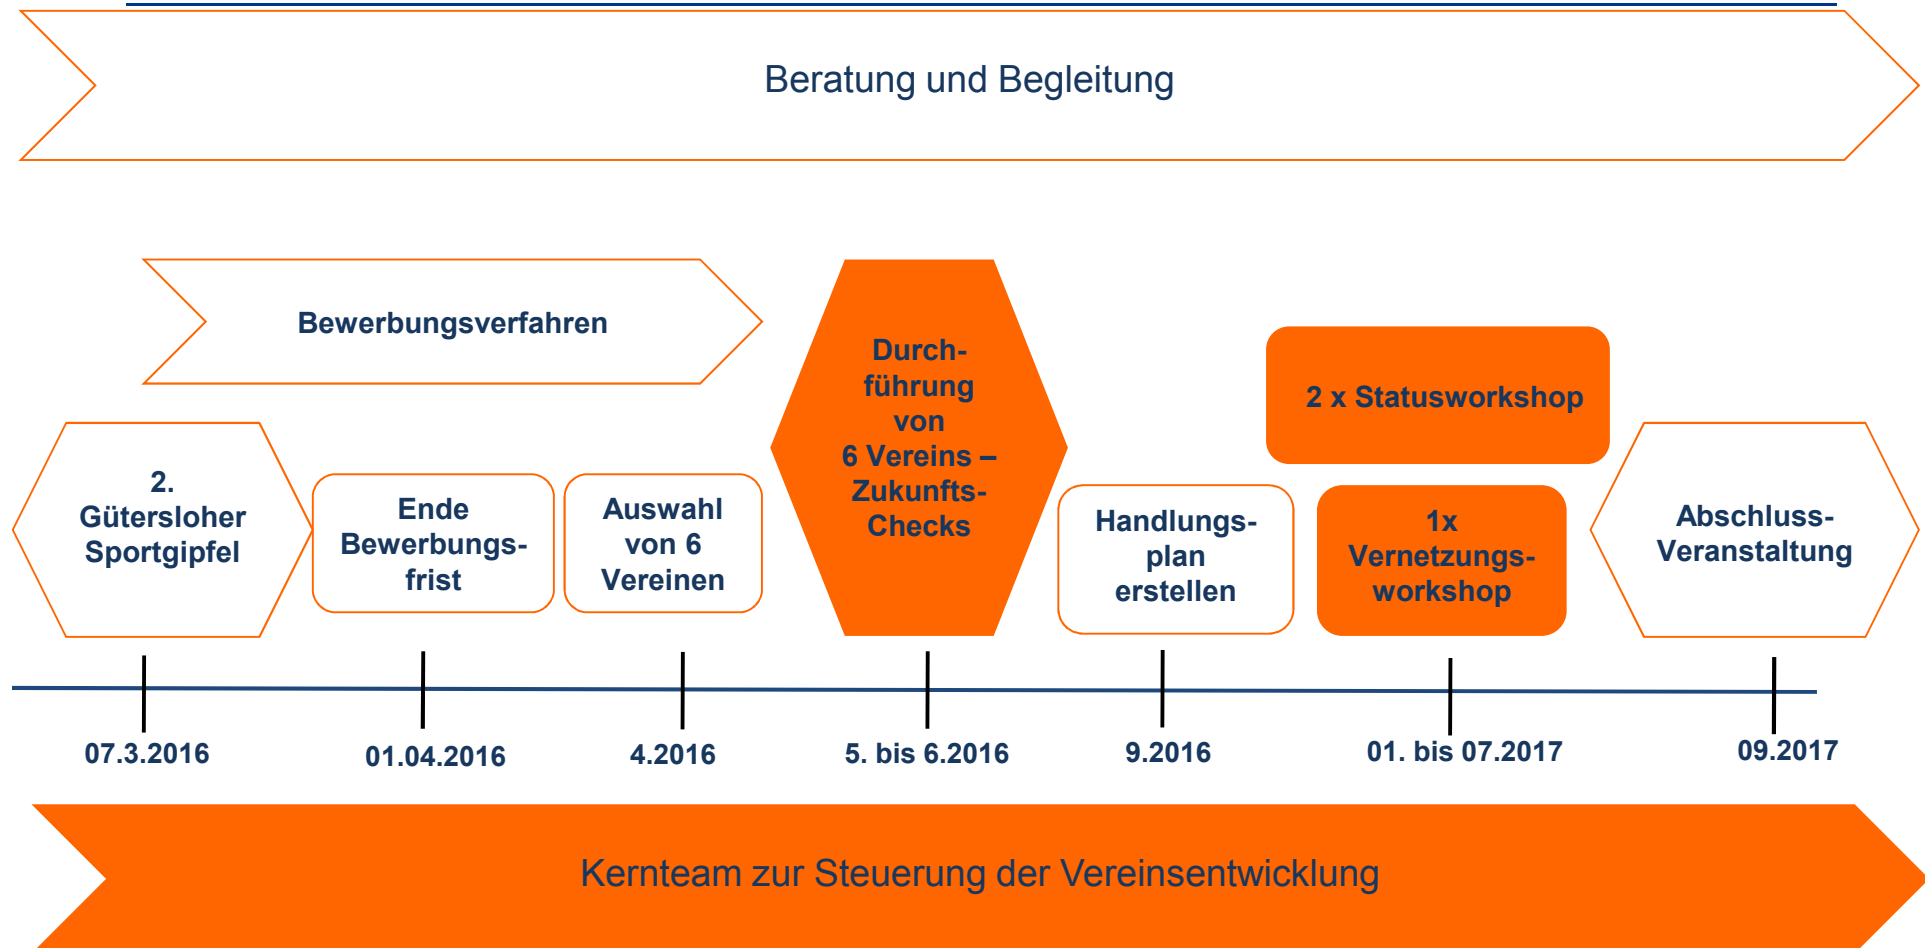 Beratung und Begleitung
Bewerbungsverfahren
2.
Gütersloher
Sportgipfel
Ende
Bewerbungs-
frist
Auswahl
von 6
Vereinen
Durch-
führung
von
6 Vereins –
Zukunfts-
Checks
Handlungs-
plan
erstellen
2 x Statusworkshop
1x
Vernetzungs-
workshop
Abschluss-
Veranstaltung
07.3.2016
01.04.2016
4.2016
5. bis 6.2016
9.2016
01. bis 07.2017
09.2017
Kernteam zur Steuerung der Vereinsentwicklung